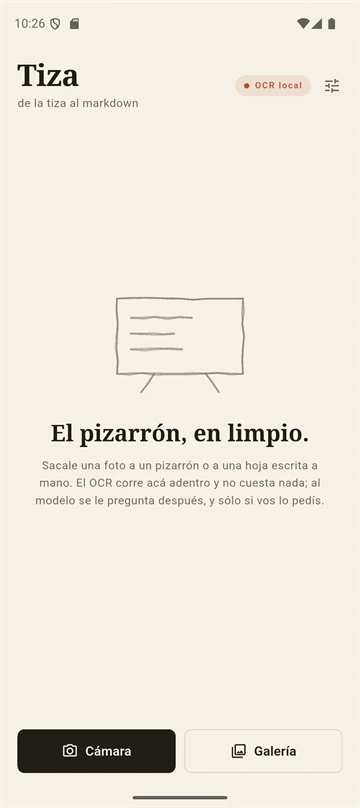 10:26
Tiza
de la tiza al markdown
OCR local
El pizarrón, en limpio.
Sacale una foto a un pizarrón o a una hoja escrita a
mano. El OCR corre acá adentro y no cuesta nada; al
modelo se le pregunta después, y sólo si vos lo pedís.
Cámara
Galería